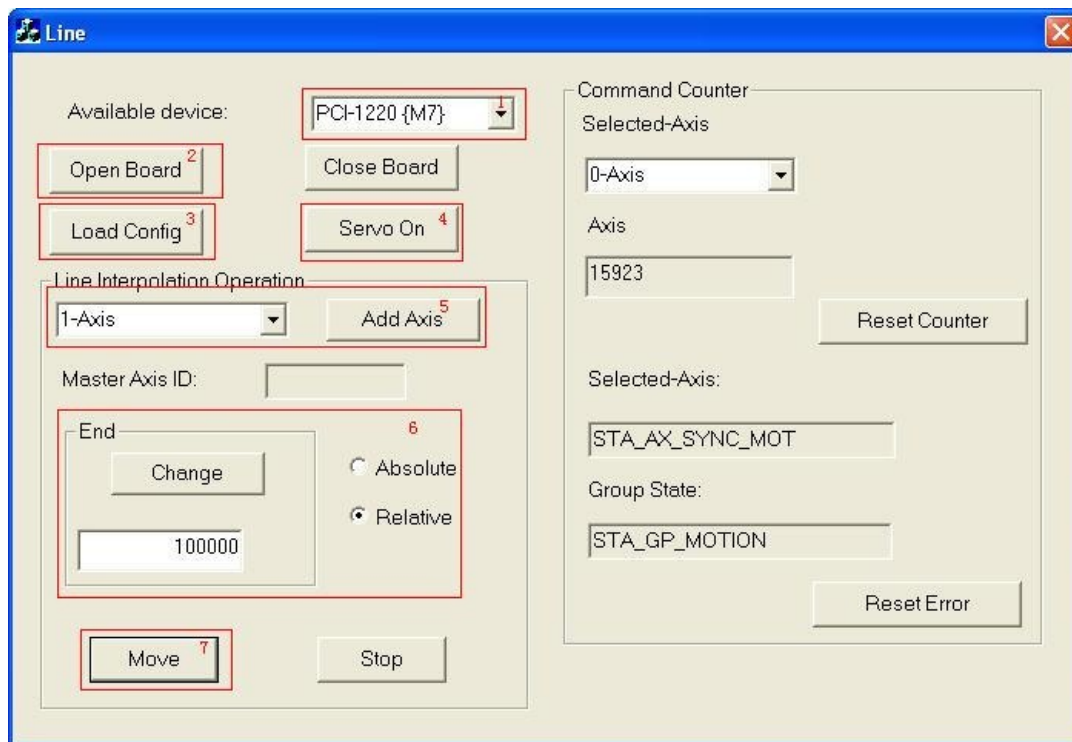 Line
Available device:
PCI-1220 {M7}
1
Open Board
2
Close Board
Load Config
3
Servo On
4
Line Interpolation Operation
1-Axis
Add Axis
5
Master Axis ID:
End
6
Change
Absolute
Relative
100000
Move
7
Stop
Command Counter
Selected-Axis
0-Axis
Axis
15923
Reset Counter
Selected-Axis:
STA_AX_SYNC_MOT
Group State:
STA_GP_MOTION
Reset Error